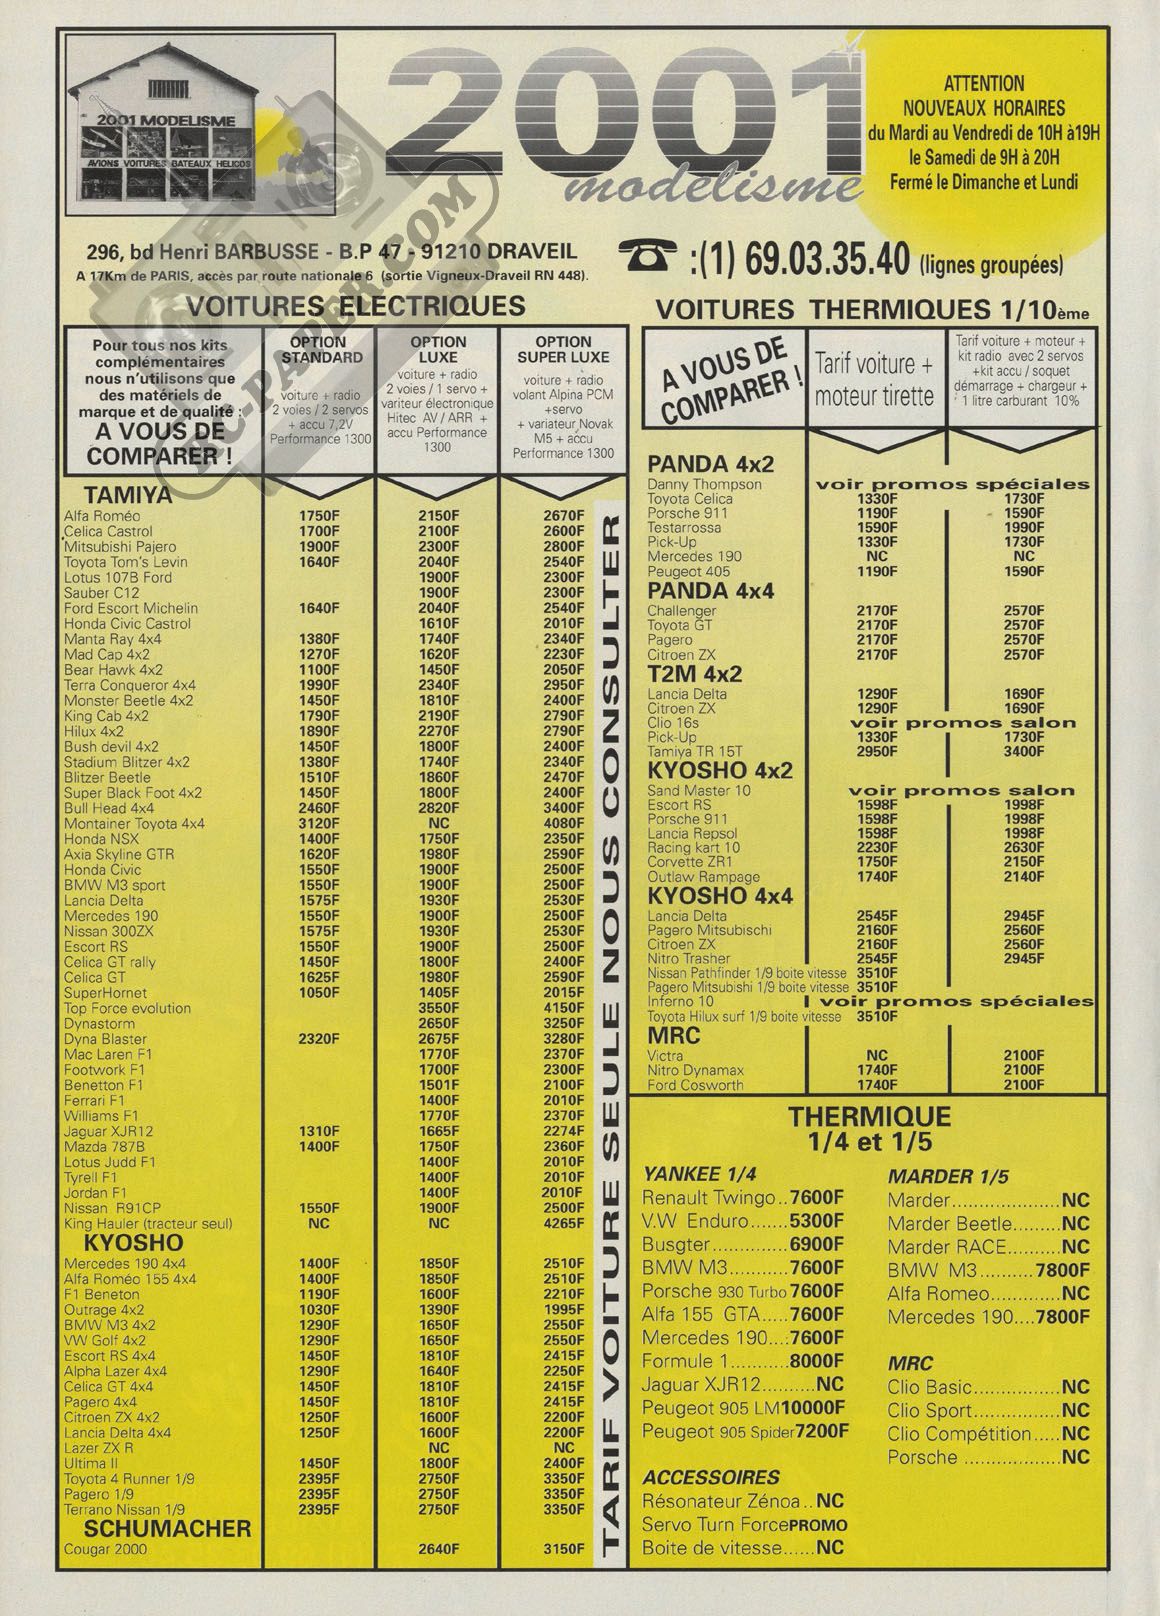 2001 MODELISME
AVIONS VOITURES BATEAUX HELICOS
2001
modelisme
ATTENTION
NOUVEAUX HORAIRES
du Mardi au Vendredi de 10H à19H
le Samedi de 9H à 20H
Fermé le Dimanche et Lundi
RC-PAPER.COM
296, bd Henri BARBUSSE - B.P 47 - 91210 DRAVEIL
A 17Km de PARIS, accès par route nationale 6 (sortie Vigneux-Draveil RN 448).
☎ :(1) 69.03.35.40 (lignes groupées)
VOITURES ELECTRIQUES
Pour tous nos kits
complémentaires
nous n'utilisons que
des matériels de
marque et de qualité :
A VOUS DE
COMPARER !
OPTION
STANDARD
voiture + radio
2 voies / 2 servos
+ accu 7,2V
Performance 1300
OPTION
LUXE
voiture + radio
2 voies / 1 servo +
variteur électronique
Hitec AV / ARR +
accu Performance
1300
OPTION
SUPER LUXE
voiture + radio
volant Alpina PCM
+servo
+ variateur Novak
M5 + accu
Performance 1300
TAMIYA
Alfa Roméo 1750F 2150F 2670F
Celica Castrol 1700F 2100F 2600F
Mitsubishi Pajero 1900F 2300F 2800F
Toyota Tom's Levin 1640F 2040F 2540F
Lotus 107B Ford 1900F 2300F
Sauber C12 1900F 2300F
Ford Escort Michelin 1640F 2040F 2540F
Honda Civic Castrol 1610F 2010F
Manta Ray 4x4 1380F 1740F 2340F
Mad Cap 4x2 1270F 1620F 2230F
Bear Hawk 4x2 1100F 1450F 2050F
Terra Conqueror 4x4 1990F 2340F 2950F
Monster Beetle 4x2 1450F 1810F 2400F
King Cab 4x2 1790F 2190F 2790F
Hilux 4x2 1890F 2270F 2790F
Bush devil 4x2 1450F 1800F 2400F
Stadium Blitzer 4x2 1380F 1740F 2340F
Blitzer Beetle 1510F 1860F 2470F
Super Black Foot 4x2 1450F 1800F 2400F
Bull Head 4x4 2460F 2820F 3400F
Montainer Toyota 4x4 3120F NC 4080F
Honda NSX 1400F 1750F 2350F
Axia Skyline GTR 1620F 1980F 2590F
Honda Civic 1550F 1900F 2500F
BMW M3 sport 1550F 1900F 2500F
Lancia Delta 1575F 1930F 2530F
Mercedes 190 1550F 1900F 2500F
Nissan 300ZX 1575F 1930F 2530F
Escort RS 1550F 1900F 2500F
Celica GT rally 1450F 1800F 2400F
Celica GT 1625F 1980F 2590F
SuperHornet 1050F 1405F 2015F
Top Force evolution 3550F 4150F
Dynastorm 2650F 3250F
Dyna Blaster 2320F 2675F 3280F
Mac Laren F1 1770F 2370F
Footwork F1 1700F 2300F
Benetton F1 1501F 2100F
Ferrari F1 1400F 2010F
Williams F1 1770F 2370F
Jaguar XJR12 1310F 1665F 2274F
Mazda 787B 1400F 1750F 2360F
Lotus Judd F1 1400F 2010F
Tyrell F1 1400F 2010F
Jordan F1 1400F 2010F
Nissan R91CP 1550F 1900F 2500F
King Hauler (tracteur seul) NC NC 4265F
KYOSHO
Mercedes 190 4x4 1400F 1850F 2510F
Alfa Roméo 155 4x4 1400F 1850F 2510F
F1 Beneton 1190F 1600F 2210F
Outrage 4x2 1030F 1390F 1995F
BMW M3 4x2 1290F 1650F 2550F
VW Golf 4x2 1290F 1650F 2550F
Escort RS 4x4 1450F 1810F 2415F
Alpha Lazer 4x4 1290F 1640F 2250F
Celica GT 4x4 1450F 1810F 2415F
Pagero 4x4 1450F 1810F 2415F
Citroen ZX 4x2 1250F 1600F 2200F
Lancia Delta 4x4 1250F 1600F 2200F
Lazer ZX R NC NC
Ultima II 1450F 1800F 2400F
Toyota 4 Runner 1/9 2395F 2750F 3350F
Pagero 1/9 2395F 2750F 3350F
Terrano Nissan 1/9 2395F 2750F 3350F
SCHUMACHER
Cougar 2000 2640F 3150F
TARIF VOITURE SEULE NOUS CONSULTER
VOITURES THERMIQUES 1/10ème
A VOUS DE
COMPARER !
Tarif voiture +
moteur tirette
Tarif voiture + moteur +
kit radio avec 2 servos
+kit accu / soquet
démarrage + chargeur +
1 litre carburant 10%
PANDA 4x2
Danny Thompson voir promos spéciales
Toyota Celica 1330F 1730F
Porsche 911 1190F 1590F
Testarrossa 1590F 1990F
Pick-Up 1330F 1730F
Mercedes 190 NC NC
Peugeot 405 1190F 1590F
PANDA 4x4
Challenger 2170F 2570F
Toyota GT 2170F 2570F
Pagero 2170F 2570F
Citroen ZX 2170F 2570F
T2M 4x2
Lancia Delta 1290F 1690F
Citroen ZX 1290F 1690F
Clio 16s voir promos salon
Pick-Up 1330F 1730F
Tamiya TR 15T 2950F 3400F
KYOSHO 4x2
Sand Master 10 voir promos salon
Escort RS 1598F 1998F
Porsche 911 1598F 1998F
Lancia Repsol 1598F 1998F
Racing kart 10 2230F 2630F
Corvette ZR1 1750F 2150F
Outlaw Rampage 1740F 2140F
KYOSHO 4x4
Lancia Delta 2545F 2945F
Pagero Mitsubischi 2160F 2560F
Citroen ZX 2160F 2560F
Nitro Trasher 2545F 2945F
Nissan Pathfinder 1/9 boite vitesse 3510F
Pagero Mitsubishi 1/9 boite vitesse 3510F
Inferno 10 voir promos spéciales
Toyota Hilux surf 1/9 boite vitesse 3510F
MRC
Victra NC 2100F
Nitro Dynamax 1740F 2100F
Ford Cosworth 1740F 2100F
THERMIQUE
1/4 et 1/5
YANKEE 1/4
Renault Twingo..7600F
V.W Enduro.......5300F
Busgter..............6900F
BMW M3...........7600F
Porsche 930 Turbo 7600F
Alfa 155 GTA.....7600F
Mercedes 190....7600F
Formule 1..........8000F
Jaguar XJR12..........NC
Peugeot 905 LM10000F
Peugeot 905 Spider7200F
ACCESSOIRES
Résonateur Zénoa..NC
Servo Turn ForcePROMO
Boite de vitesse......NC
MARDER 1/5
Marder....................NC
Marder Beetle.........NC
Marder RACE..........NC
BMW M3..........7800F
Alfa Romeo.............NC
Mercedes 190....7800F
MRC
Clio Basic................NC
Clio Sport................NC
Clio Compétition.....NC
Porsche ..................NC